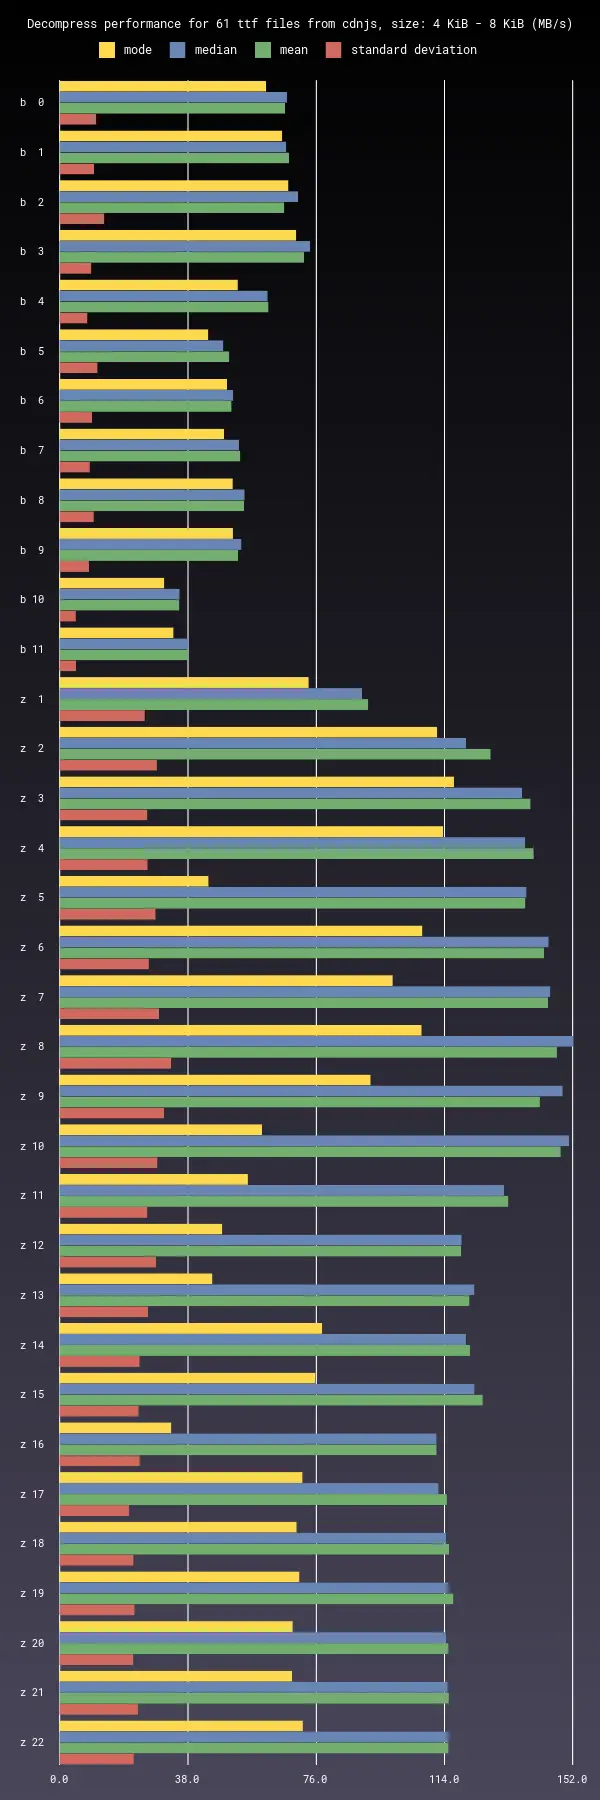 Decompress performance for 61 ttf files from cdnjs, size: 4 KiB - 8 KiB (MB/s)
mode median mean standard deviation
b 0
b 1
b 2
b 3
b 4
b 5
b 6
b 7
b 8
b 9
b 10
b 11
z 1
z 2
z 3
z 4
z 5
z 6
z 7
z 8
z 9
z 10
z 11
z 12
z 13
z 14
z 15
z 16
z 17
z 18
z 19
z 20
z 21
z 22
0.0 38.0 76.0 114.0 152.0